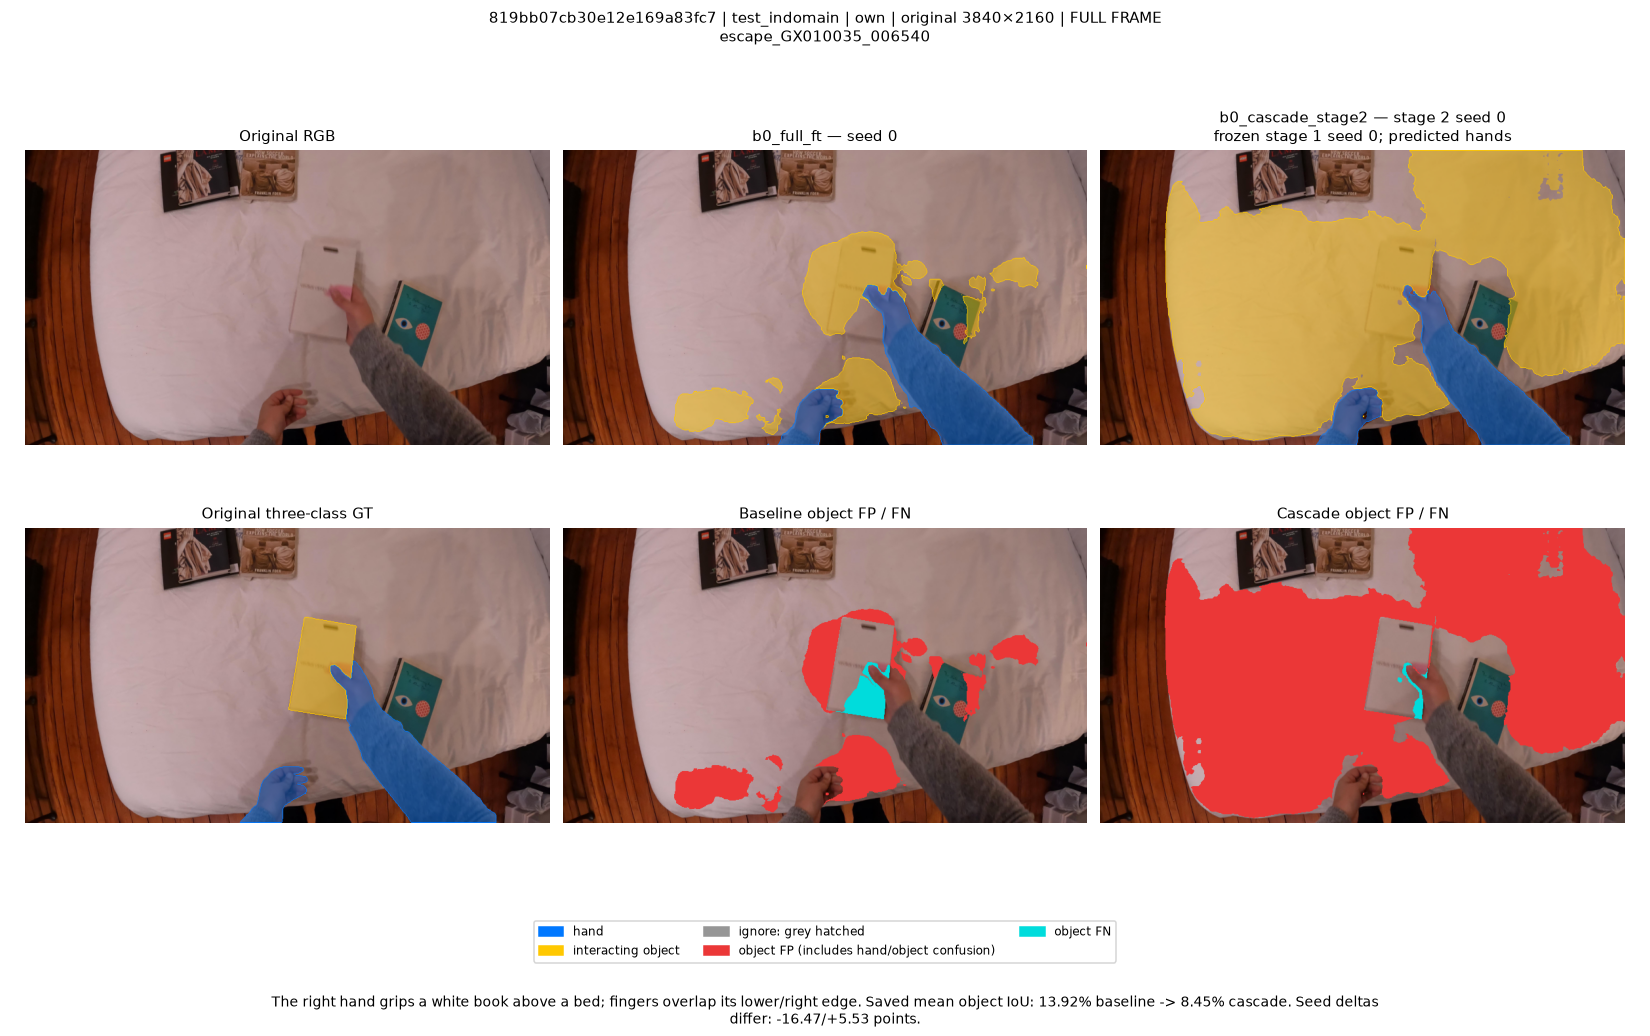 819bb07cb30e12e169a83fc7 | test_indomain | own | original 3840×2160 | FULL FRAME
escape_GX010035_006540
Original RGB
b0_full_ft — seed 0
b0_cascade_stage2 — stage 2 seed 0
frozen stage 1 seed 0; predicted hands
Original three-class GT
Baseline object FP / FN
Cascade object FP / FN
hand
interacting object
ignore: grey hatched
object FP (includes hand/object confusion)
object FN
The right hand grips a white book above a bed; fingers overlap its lower/right edge. Saved mean object IoU: 13.92% baseline -> 8.45% cascade. Seed deltas
differ: -16.47/+5.53 points.